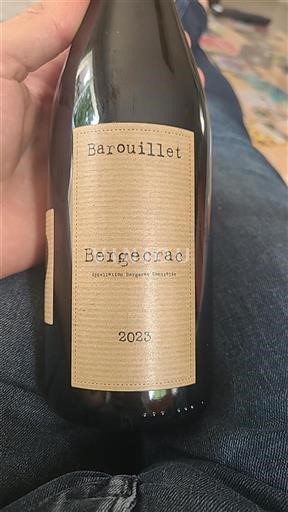 Barouillet
Bergecrac
Appellation Bergerac Contrôlée
2023